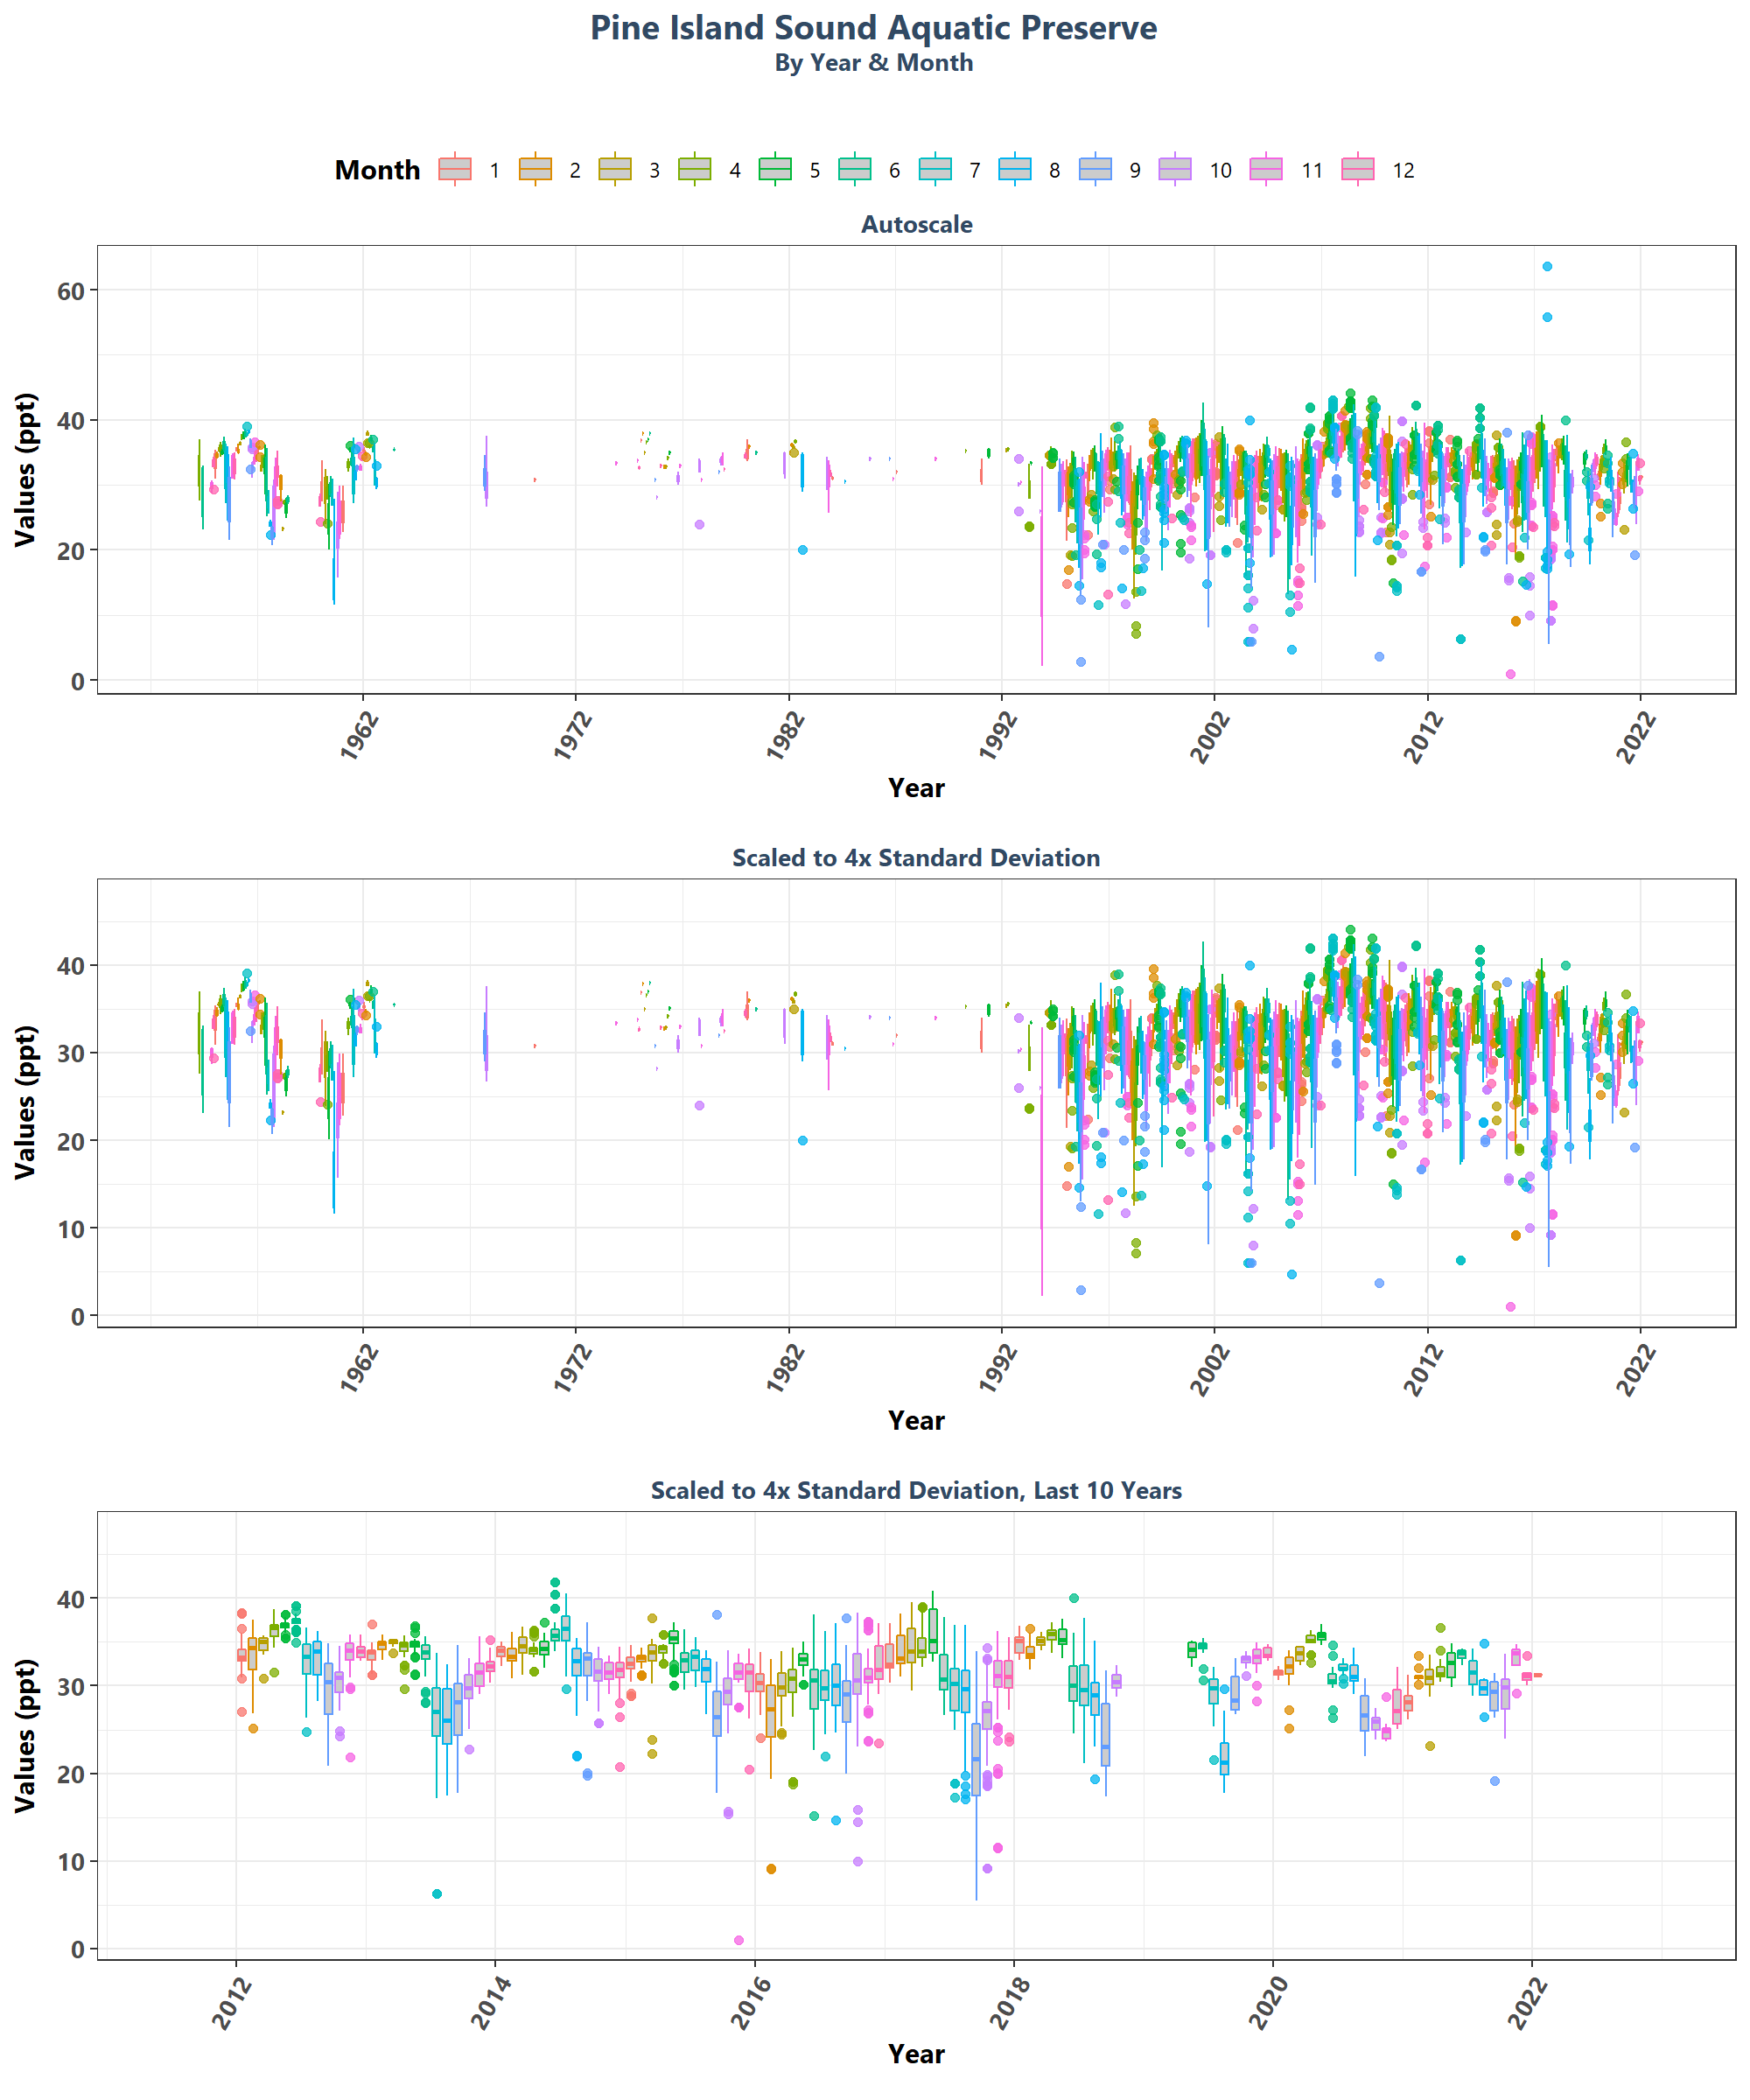 Pine Island Sound Aquatic Preserve
By Year & Month
Month 1 2 3 4 5 6 7 8 9 10 11 12
Autoscale
Values (ppt)
60
40
20
0
1962 1972 1982 1992 2002 2012 2022
Year
Scaled to 4x Standard Deviation
Values (ppt)
40
30
20
10
0
1962 1972 1982 1992 2002 2012 2022
Year
Scaled to 4x Standard Deviation, Last 10 Years
Values (ppt)
40
30
20
10
0
2012 2014 2016 2018 2020 2022
Year